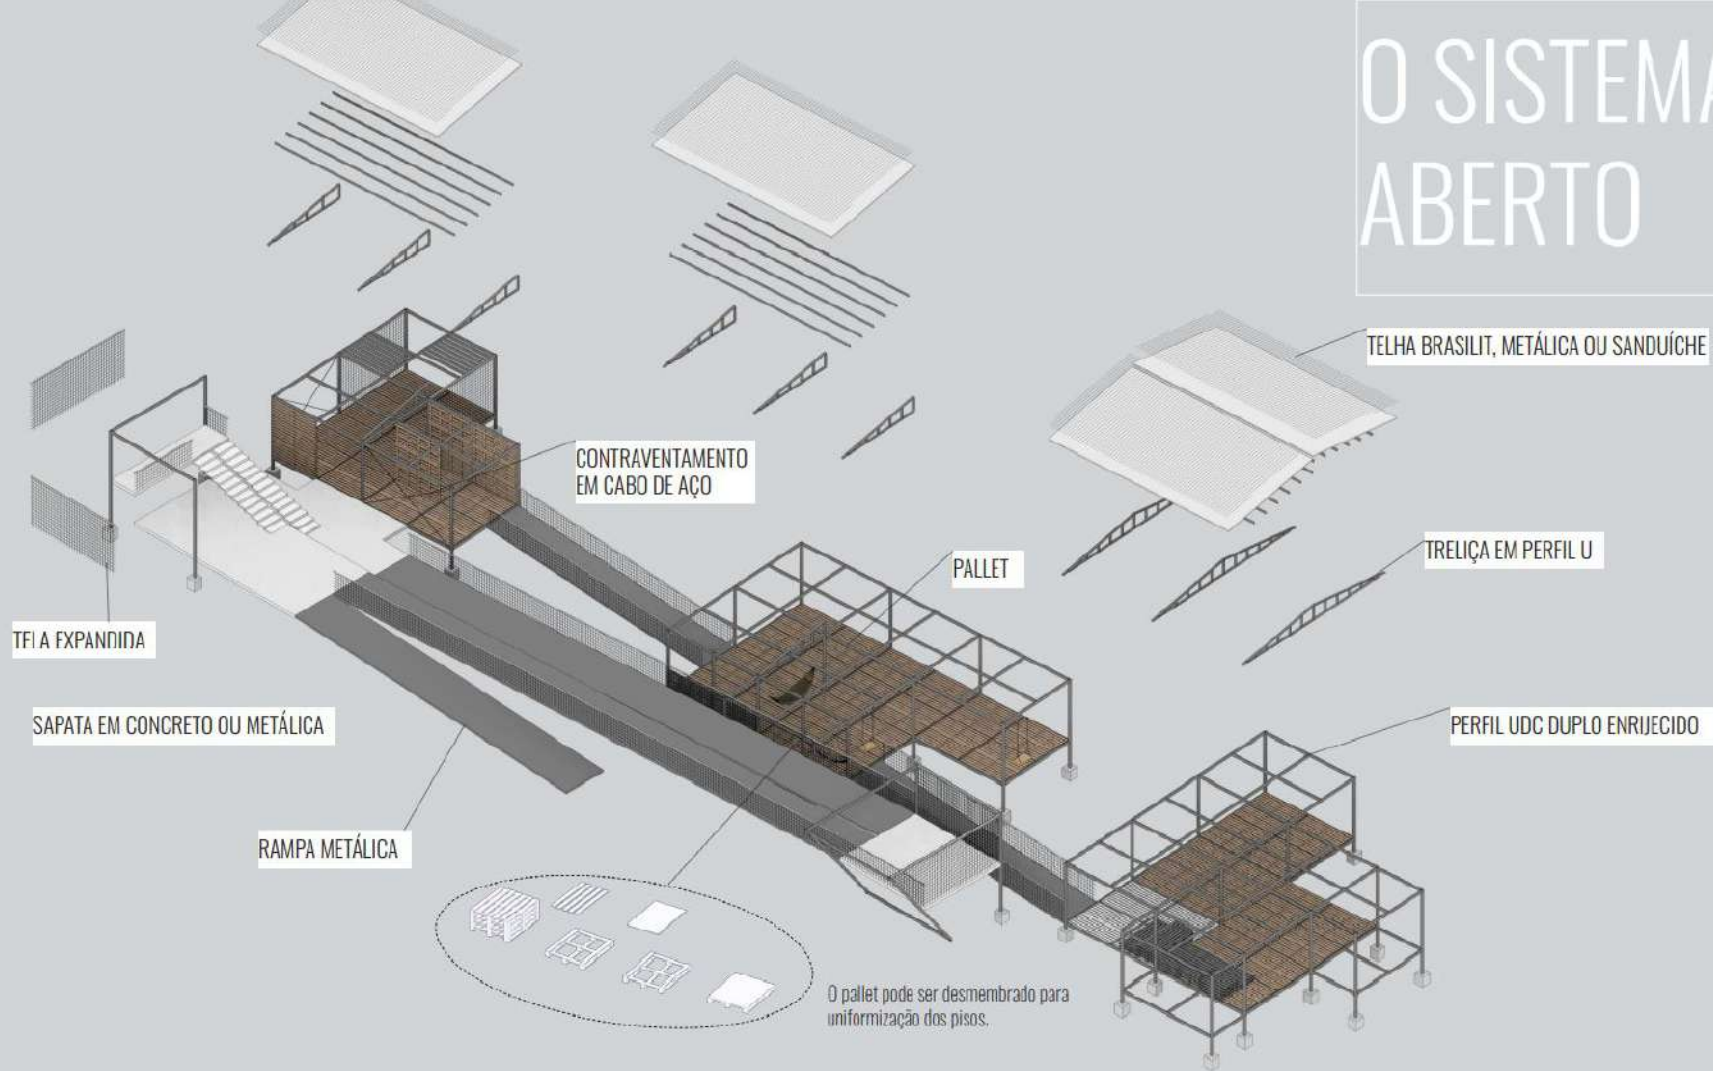 O SISTEMA
ABERTO
TELHA BRASILIT, METÁLICA OU SANDUÍCHE
CONTRAVENTAMENTO
EM CABO DE AÇO
TRELIÇA EM PERFIL U
PALLET
TELA EXPANDIDA
SAPATA EM CONCRETO OU METÁLICA
PERFIL UDC DUPLO ENRIJECIDO
RAMPA METÁLICA
O pallet pode ser desmembrado para
uniformização dos pisos.